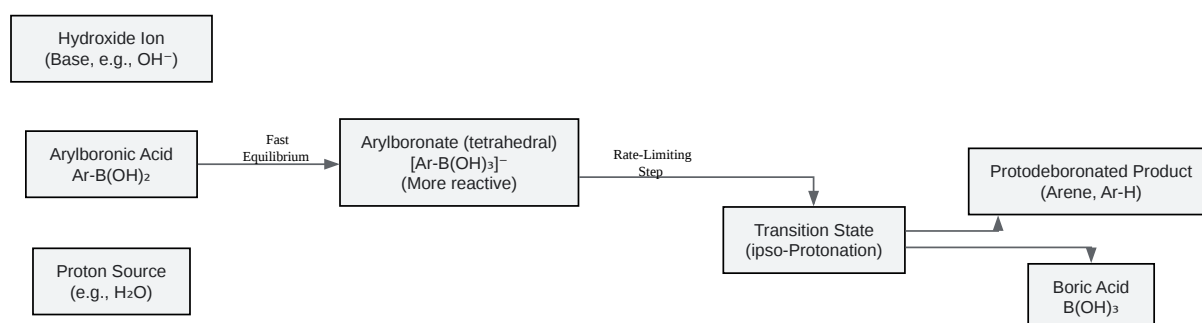 Hydroxide Ion
(Base, e.g., OH⁻)
Arylboronic Acid
Ar-B(OH)₂
Proton Source
(e.g., H₂O)
Fast
Equilibrium
Arylboronate (tetrahedral)
[Ar-B(OH)₃]⁻
(More reactive)
Rate-Limiting
Step
Transition State
(ipso-Protonation)
Protodeboronated Product
(Arene, Ar-H)
Boric Acid
B(OH)₃